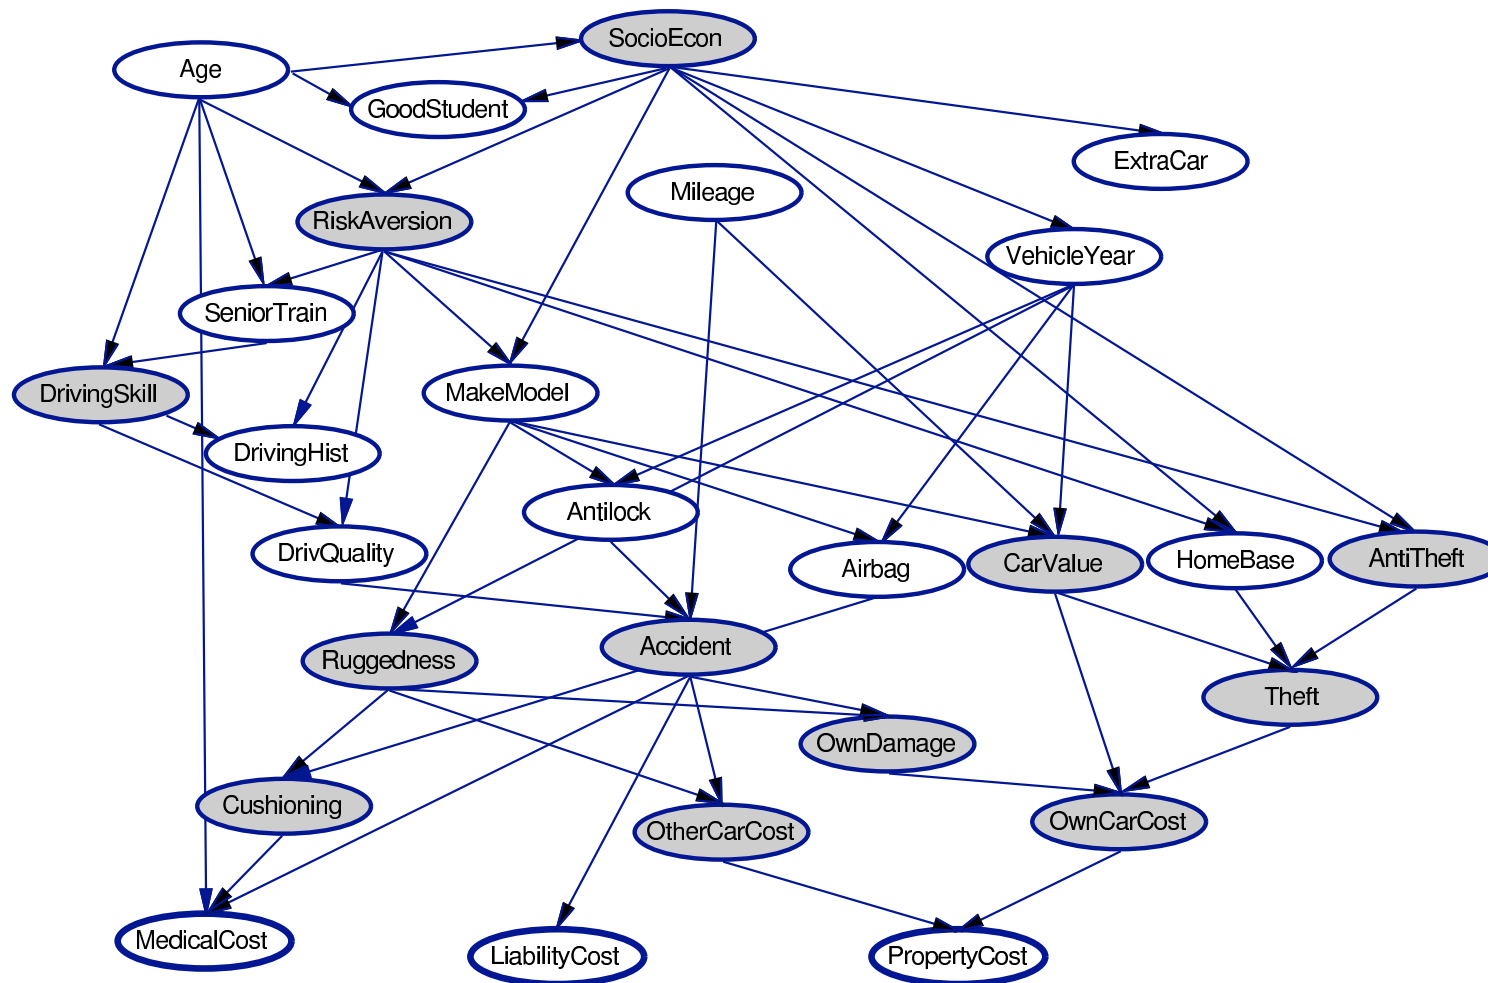 SocioEcon
Age
GoodStudent
ExtraCar
Mileage
RiskAversion
VehicleYear
SeniorTrain
DrivingSkill
MakeModel
DrivingHist
Antilock
DrivQuality
Airbag
CarValue
HomeBase
AntiTheft
Accident
Ruggedness
Theft
OwnDamage
Cushioning
OtherCarCost
OwnCarCost
MedicalCost
LiabilityCost
PropertyCost